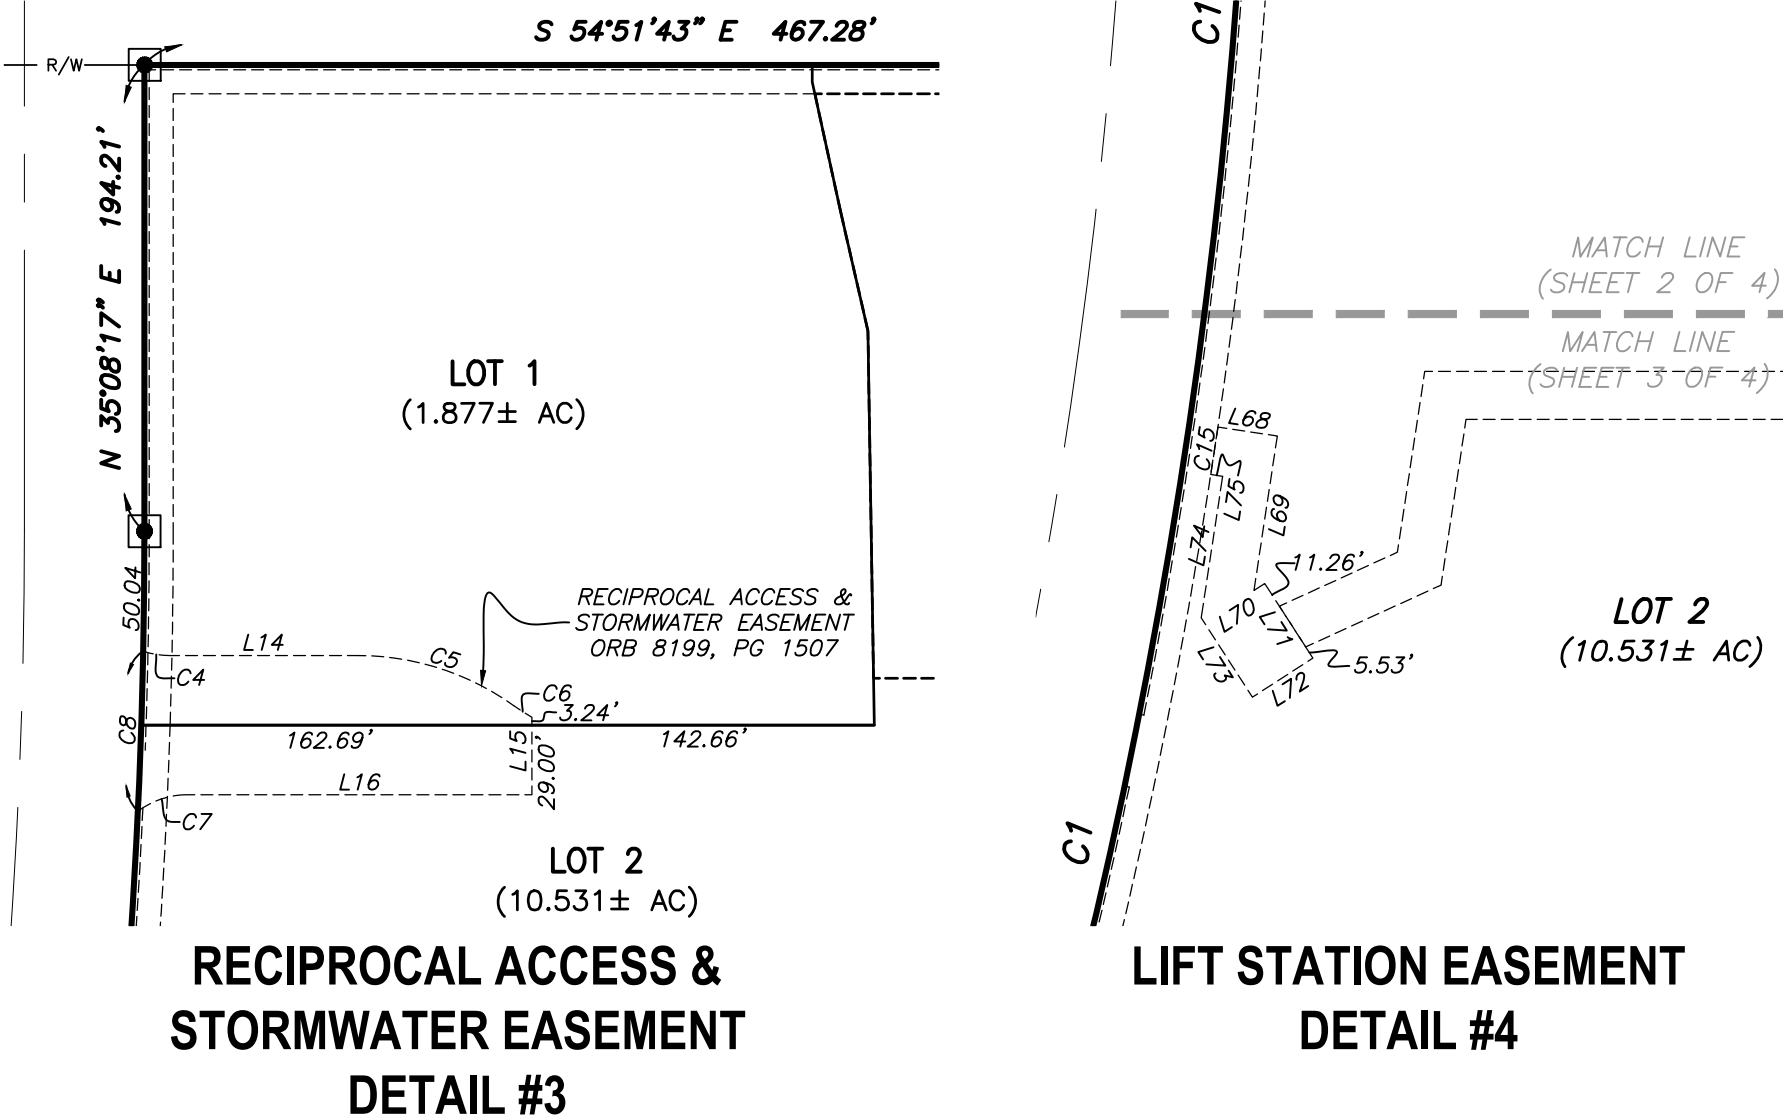 S 54°51'43" E 467.28'
R/W
N 35°08'17" E 194.21'
LOT 1
(1.877± AC)
50.04
RECIPROCAL ACCESS &
STORMWATER EASEMENT
ORB 8199, PG 1507
L14
C5
C4
C6
3.24'
C8
162.69'
L15
29.00'
142.66'
L16
C7
LOT 2
(10.531± AC)
RECIPROCAL ACCESS &
STORMWATER EASEMENT
DETAIL #3
C1
MATCH LINE
(SHEET 2 OF 4)
MATCH LINE
(SHEET 3 OF 4)
L68
C15
L75
L69
L74
11.26'
L70
L71
L73
L72
5.53'
LOT 2
(10.531± AC)
C1
LIFT STATION EASEMENT
DETAIL #4